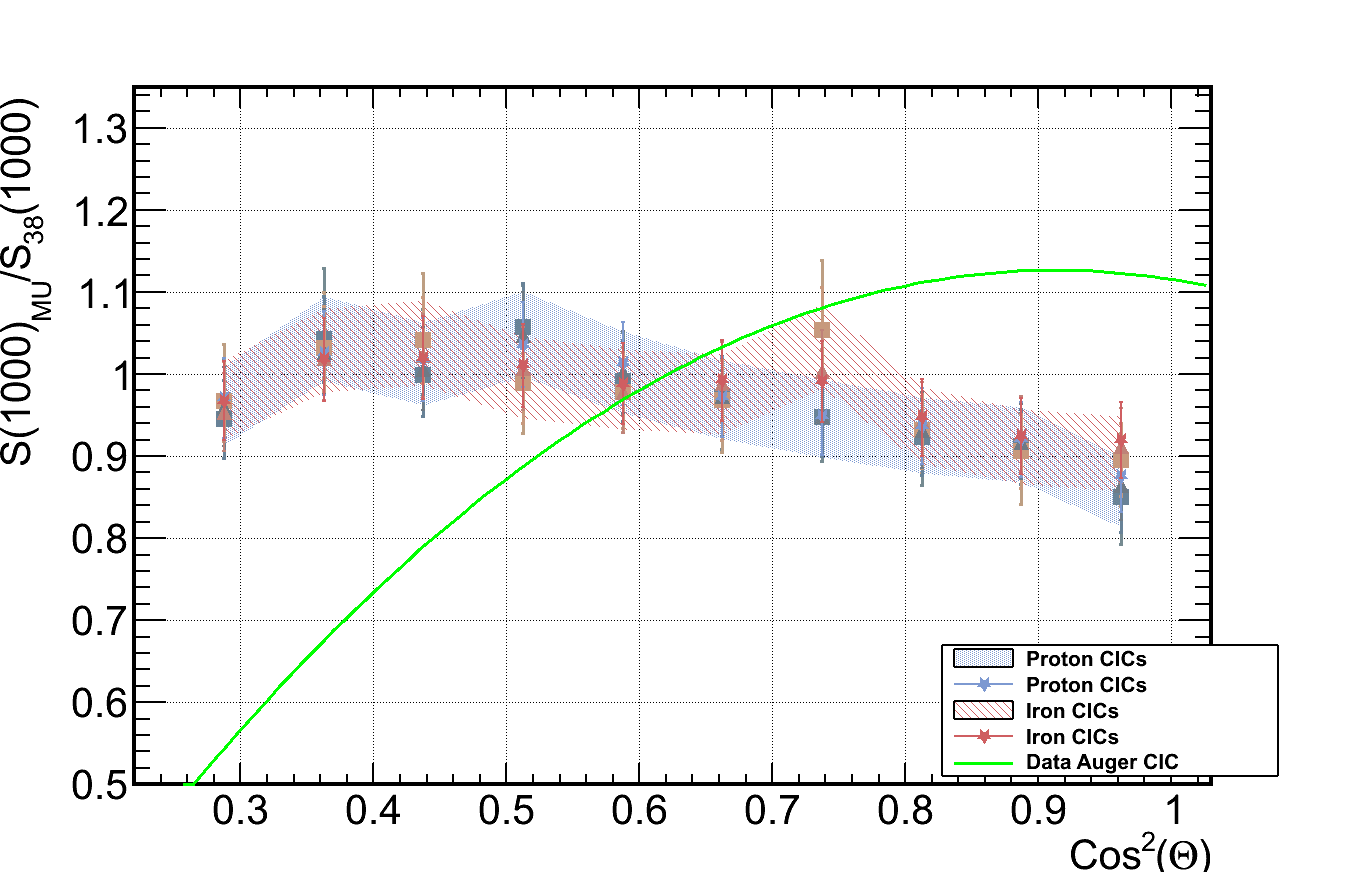 S(1000)MU/S38(1000)
1.3
1.2
1.1
1
0.9
0.8
0.7
0.6
0.5
0.3 0.4 0.5 0.6 0.7 0.8 0.9 1
Cos²(Θ)
Proton CICs
Proton CICs
Iron CICs
Iron CICs
Data Auger CIC